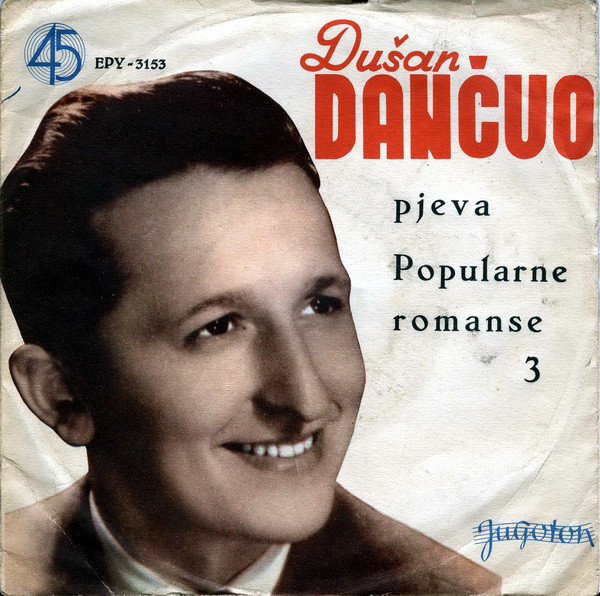 45
EPY - 3153
Dušan
DANČUO
pjeva
Popularne
romanse
3
Jugoton